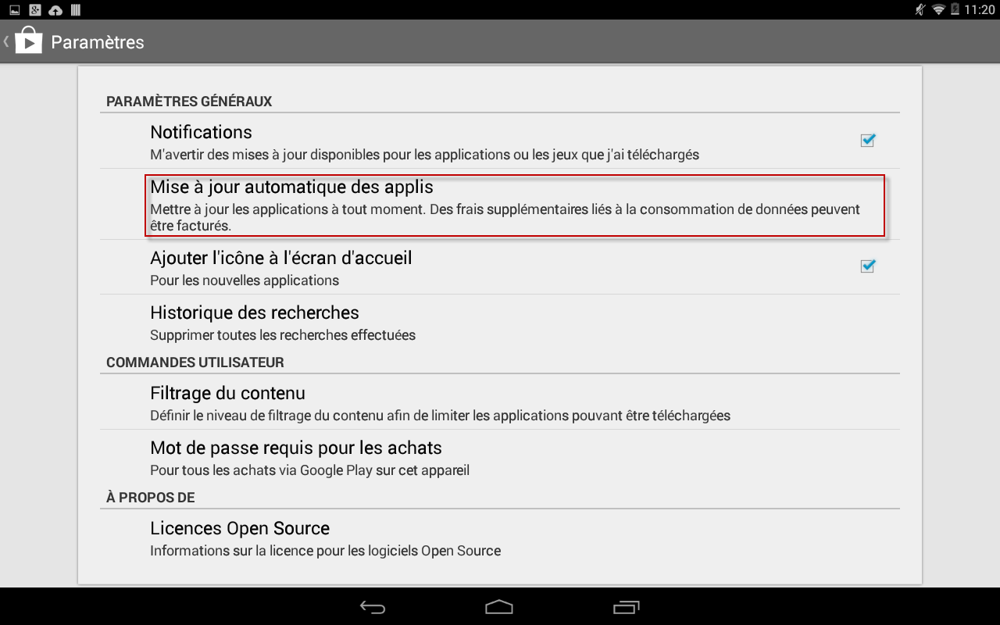 11:20
Paramètres
PARAMÈTRES GÉNÉRAUX
Notifications
M'avertir des mises à jour disponibles pour les applications ou les jeux que j'ai téléchargés
Mise à jour automatique des applis
Mettre à jour les applications à tout moment. Des frais supplémentaires liés à la consommation de données peuvent
être facturés.
Ajouter l'icône à l'écran d'accueil
Pour les nouvelles applications
Historique des recherches
Supprimer toutes les recherches effectuées
COMMANDES UTILISATEUR
Filtrage du contenu
Définir le niveau de filtrage du contenu afin de limiter les applications pouvant être téléchargées
Mot de passe requis pour les achats
Pour tous les achats via Google Play sur cet appareil
À PROPOS DE
Licences Open Source
Informations sur la licence pour les logiciels Open Source